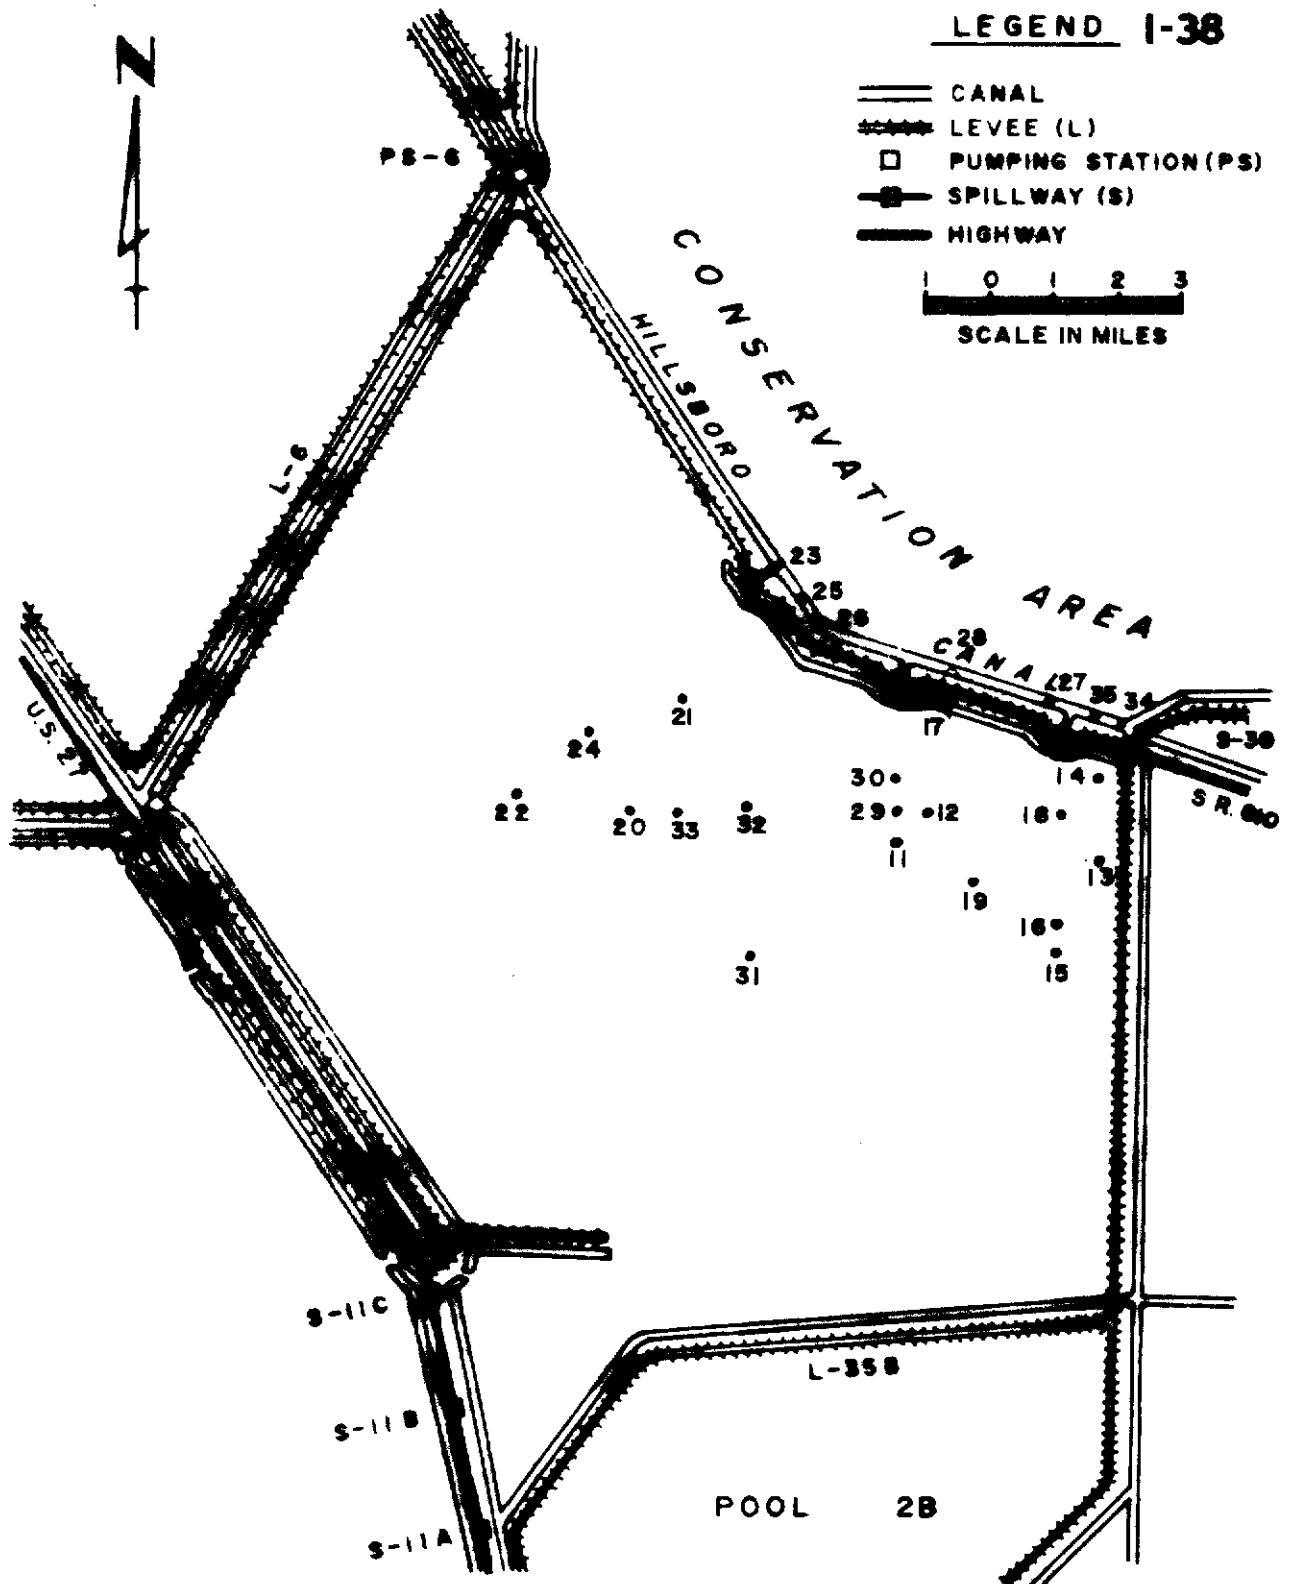 LEGEND I-38
CANAL
LEVEE (L)
PUMPING STATION (PS)
SPILLWAY (S)
HIGHWAY
1 0 1 2 3
SCALE IN MILES
N
PS-6
CONSERVATION AREA
HILLSBORO
CANAL
L-6
U.S. 27
23
25
26
28
27
35
34
S-38
S.R. 810
21
24
17
22
20
33
32
30
29
12
11
14
18
13
19
16
15
31
S-11C
S-11B
S-11A
L-35B
POOL 2B